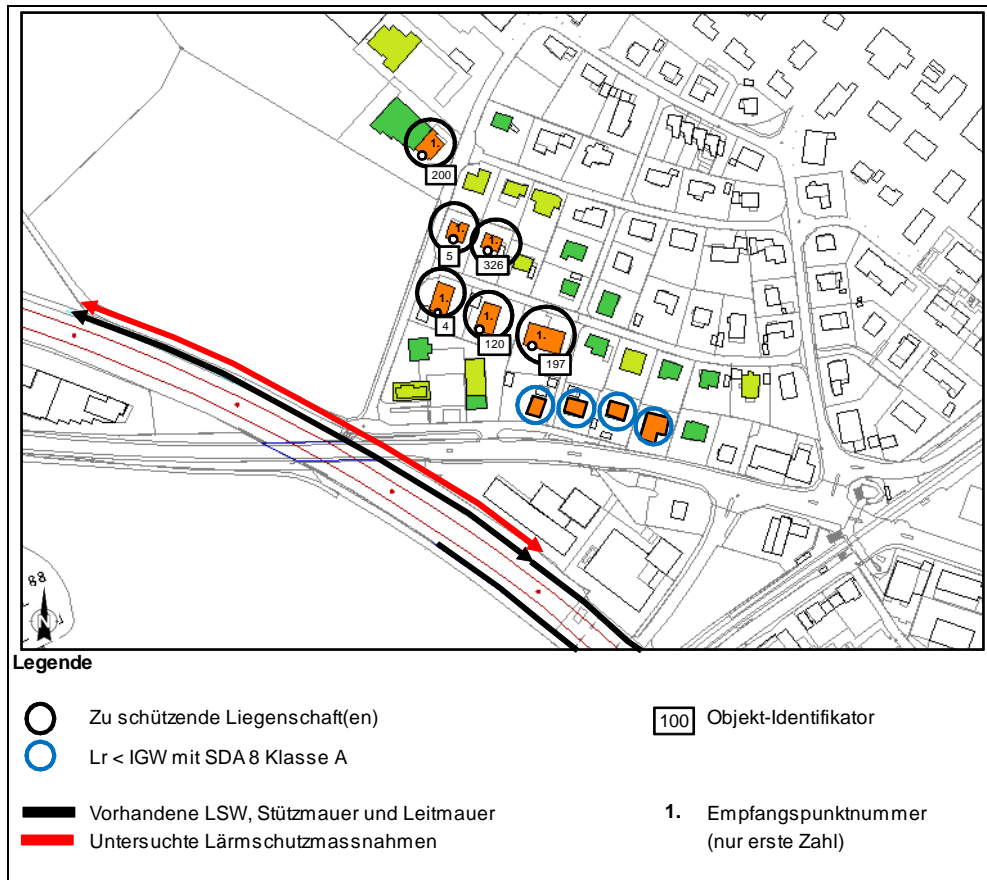 1.
200
1.
5
1.
326
1.
4
1.
120
1.
197
88
N
Legende
Zu schützende Liegenschaft(en)
100 Objekt-Identifikator
Lr < IGW mit SDA 8 Klasse A
Vorhandene LSW, Stützmauer und Leitmauer
1. Empfangspunktnummer
Untersuchte Lärmschutzmassnahmen
(nur erste Zahl)